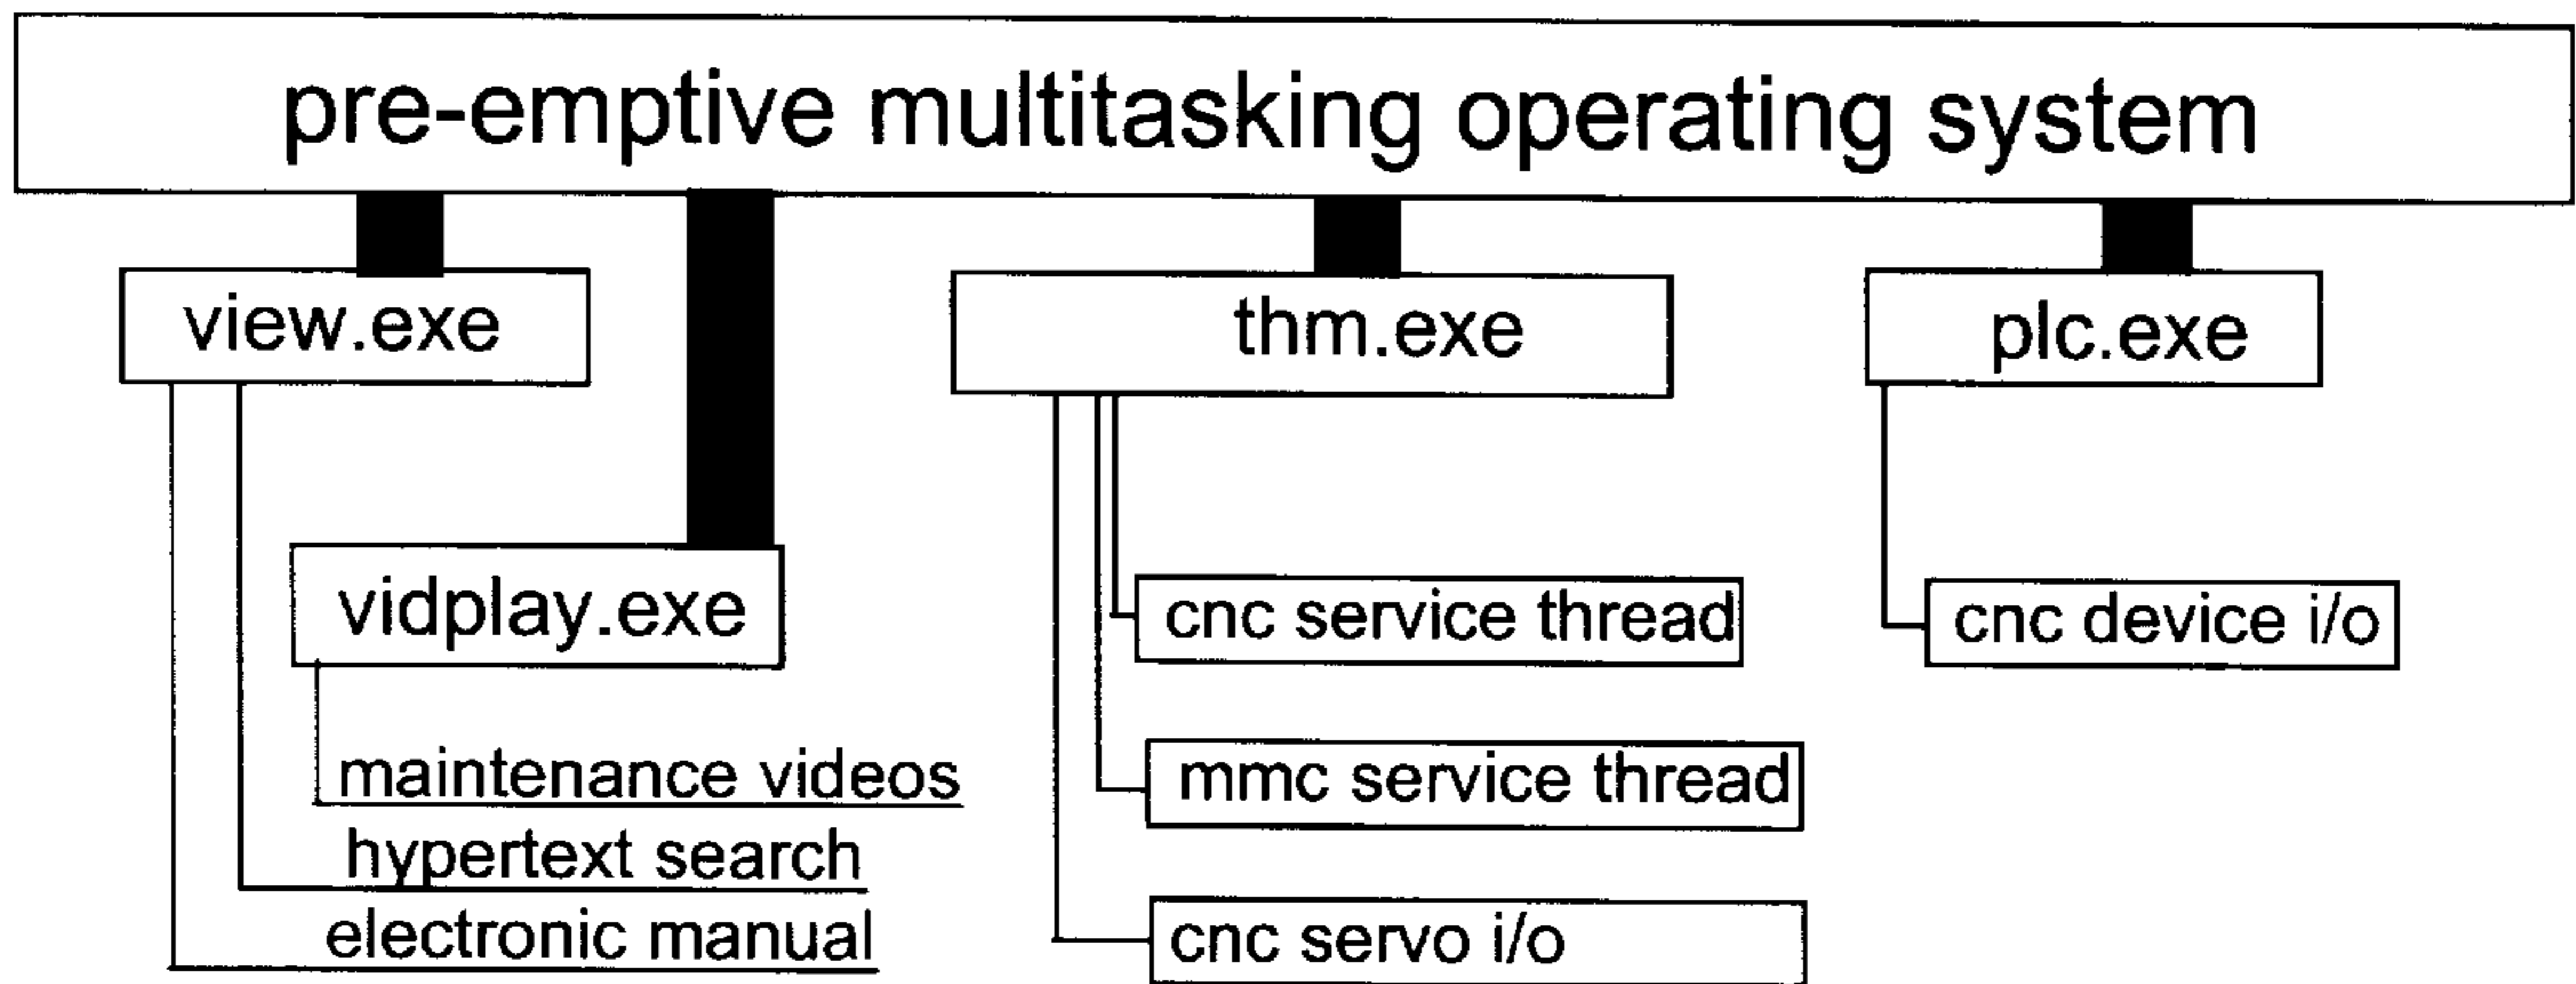 pre-emptive multitasking operating system
view.exe
thm.exe
plc.exe
vidplay.exe
cnc service thread
cnc device i/o
maintenance videos
mmc service thread
hypertext search
electronic manual
cnc servo i/o